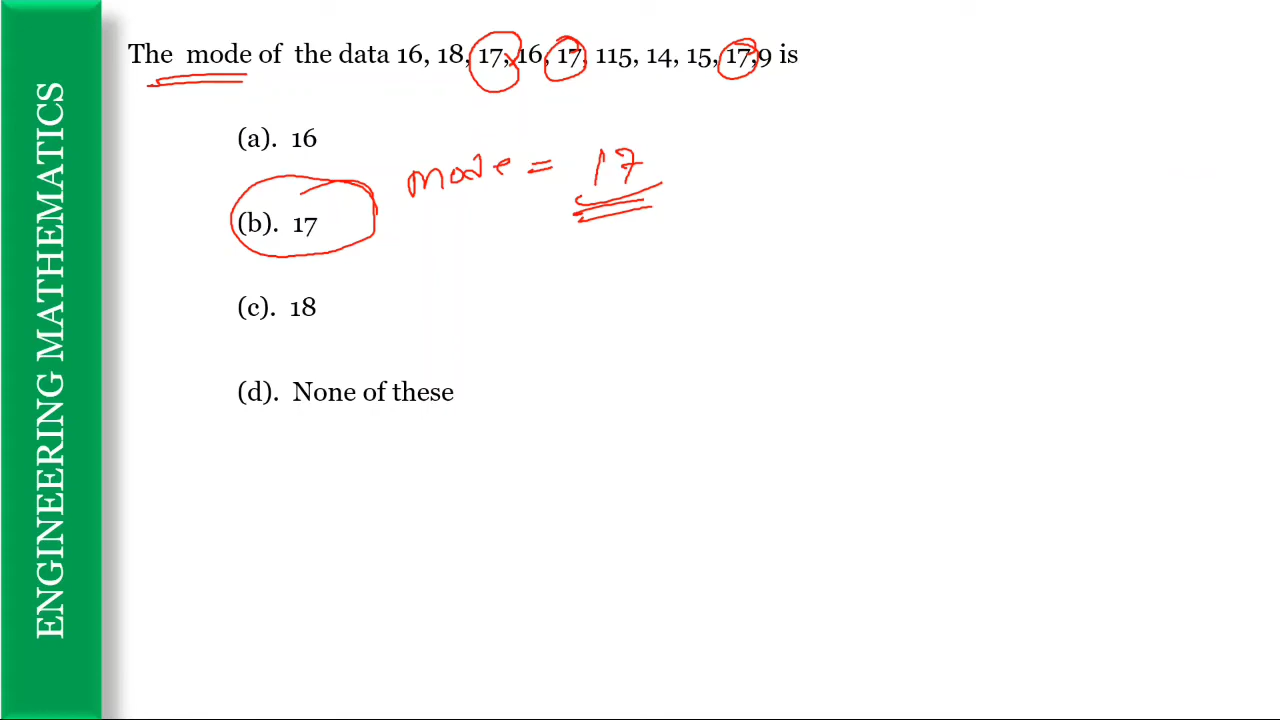 ENGINEERING MATHEMATICS
The mode of the data 16, 18, 17, 16, 17, 115, 14, 15, 17,9 is
(a). 16
mode = 17
(b). 17
(c). 18
(d). None of these